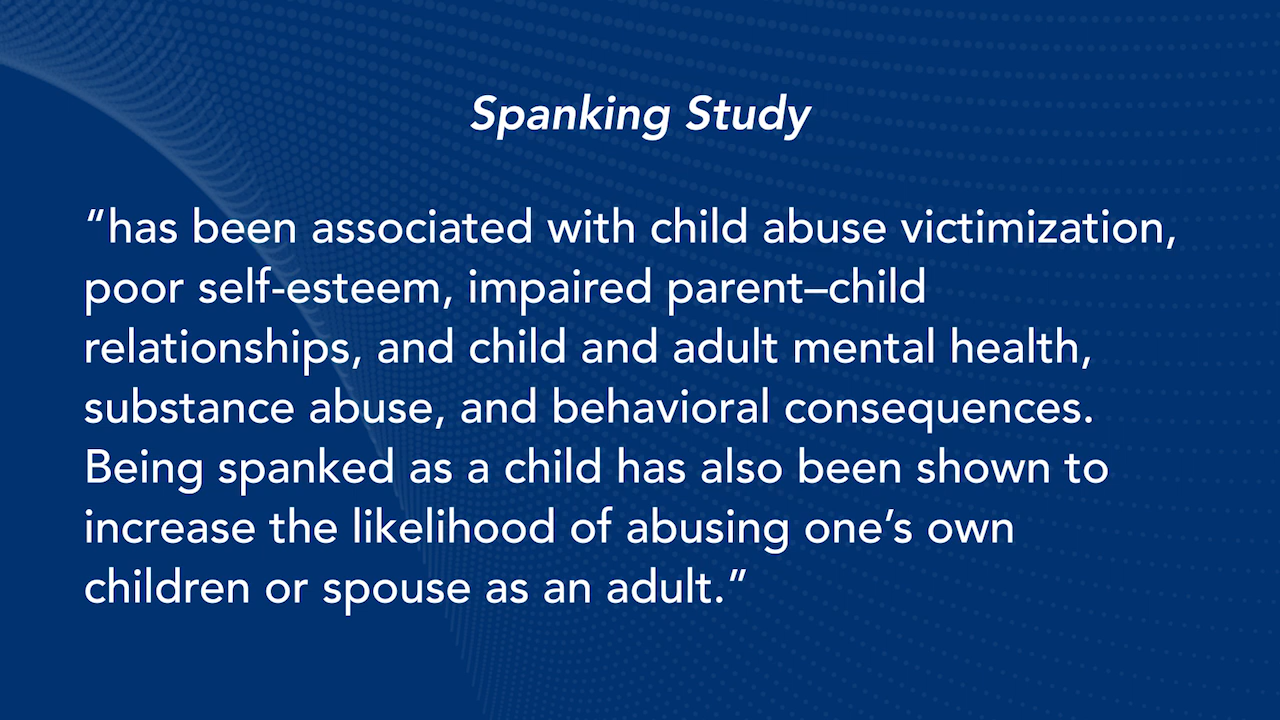 Spanking Study
“has been associated with child abuse victimization,
poor self-esteem, impaired parent–child
relationships, and child and adult mental health,
substance abuse, and behavioral consequences.
Being spanked as a child has also been shown to
increase the likelihood of abusing one’s own
children or spouse as an adult.”